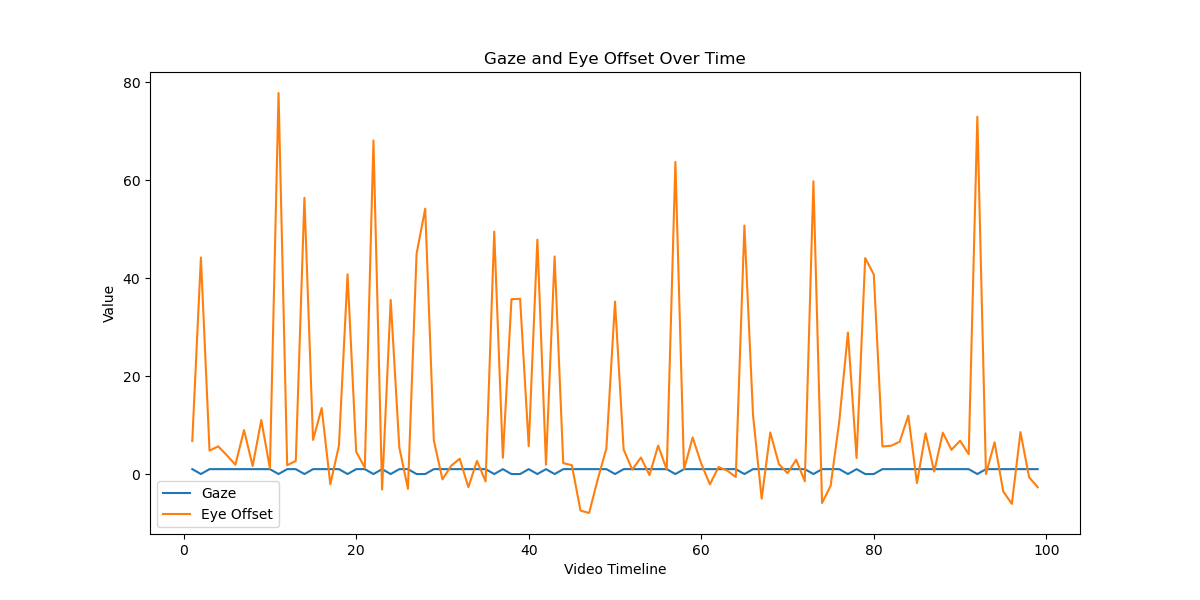 Gaze and Eye Offset Over Time
80
60
40
20
0
Value
Gaze
Eye Offset
0 20 40 60 80 100
Video Timeline